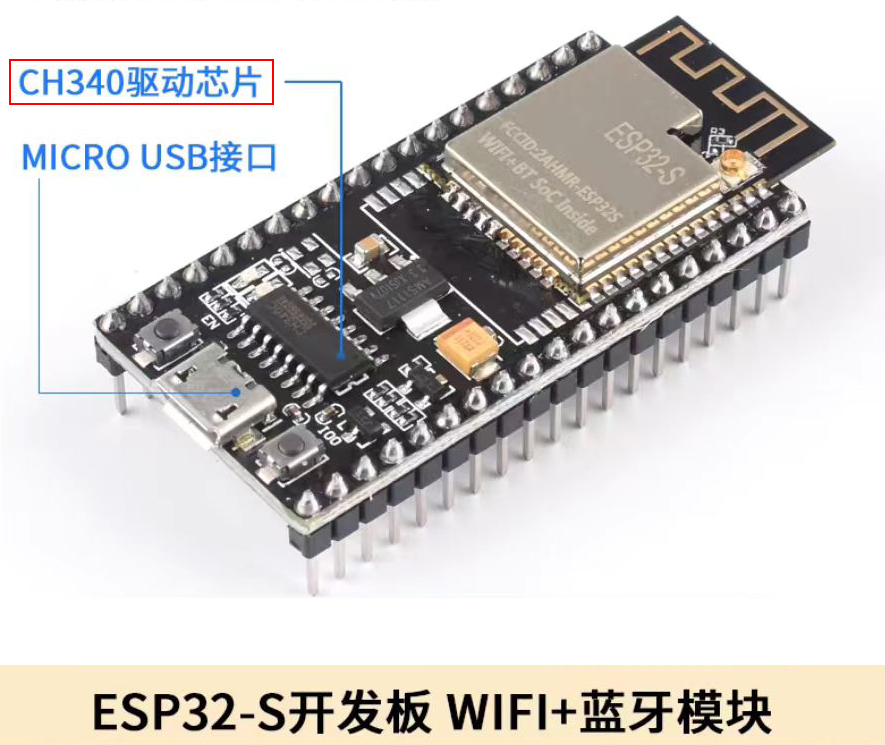 CH340驱动芯片
MICRO USB接口
ESP32-S
FCCID:2AHMR-ESP32S
WIFI+BT SoC Inside
AMS1117
EN
IO0
ESP32-S开发板 WIFI+蓝牙模块